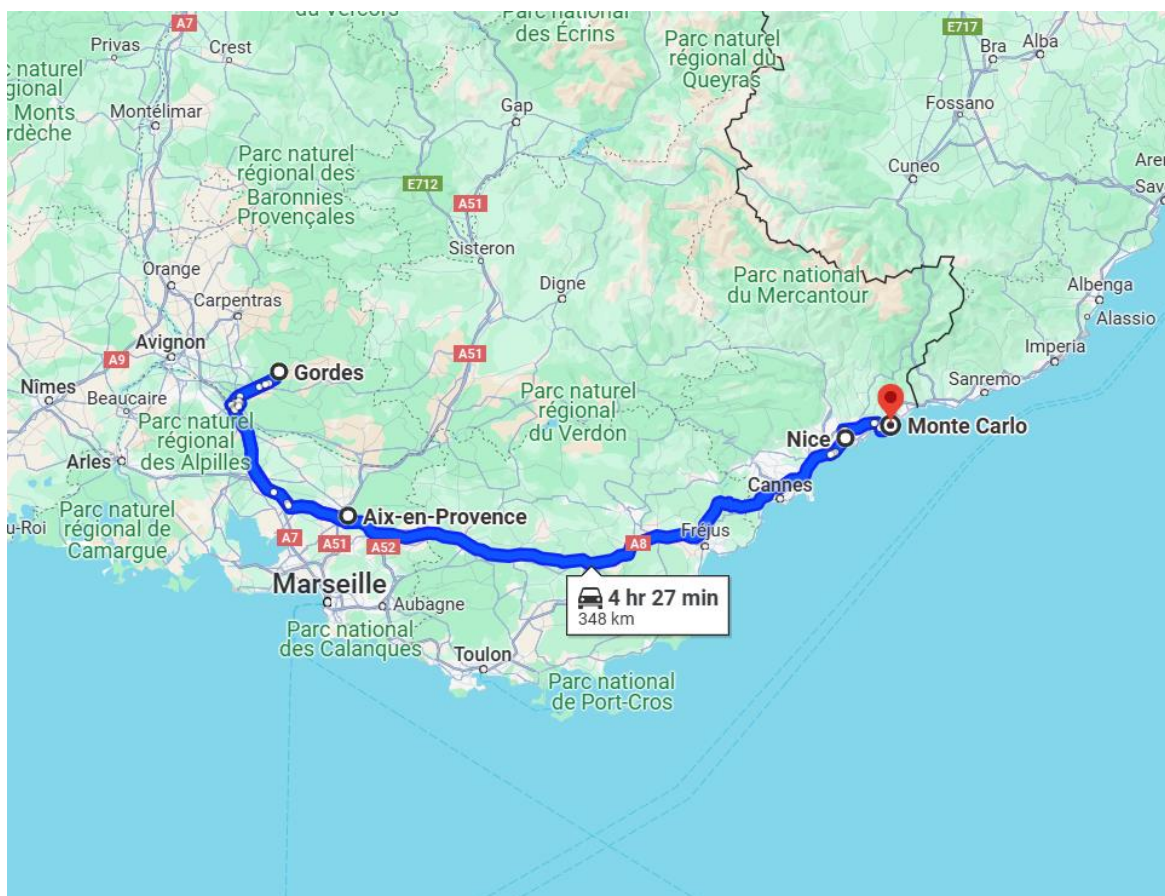 du Vercors
A7
Privas
Crest
Parc national
des Écrins
Parc naturel
régional du
Queyras
E717
Bra
Alba
c naturel
gional
Monts
rdèche
Montélimar
Gap
Fossano
Parc naturel
régional des
Baronnies
Provençales
E712
A51
Cuneo
Aren
Sav
Sisteron
Orange
Carpentras
Digne
Parc national
du Mercantour
Albenga
Alassio
Avignon
A9
A51
Imperia
Gordes
Nîmes
Beaucaire
Sanremo
Parc naturel
régional
des Alpilles
Parc naturel
régional
du Verdon
Nice
Monte Carlo
Arles
Cannes
u-Roi
Parc naturel
régional de
Camargue
Aix-en-Provence
Fréjus
A7
A51
A52
A8
Marseille
Aubagne
4 hr 27 min
348 km
Parc national
des Calanques
Toulon
Parc national
de Port-Cros